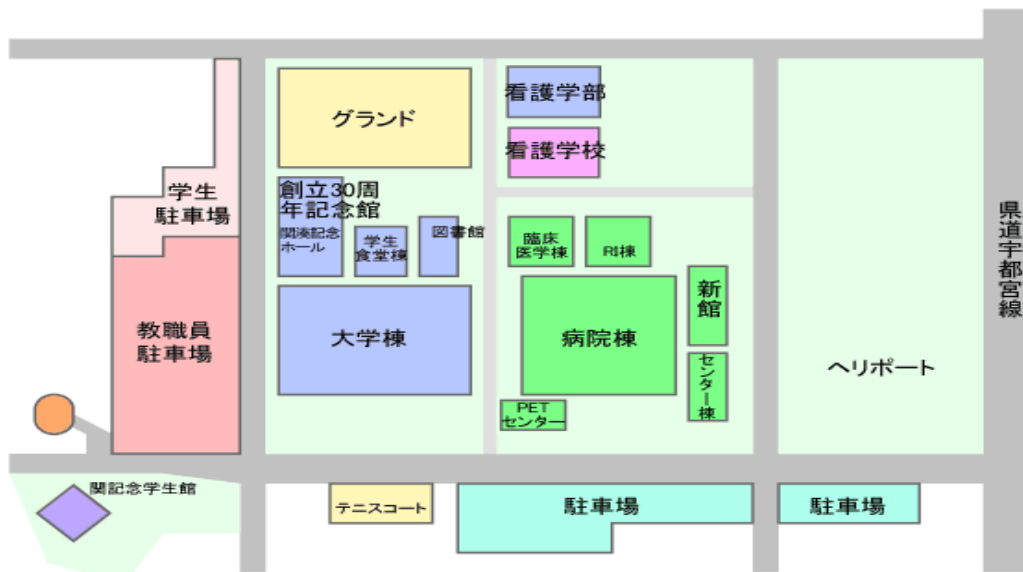 グランド
看護学部
看護学校
学生
駐車場
創立30周
年記念館
関湊記念
ホール
学生
食堂棟
図書館
臨床
医学棟
RI棟
新館
県道宇都宮線
教職員
駐車場
大学棟
病院棟
センター棟
ヘリポート
PET
センター
関記念学生館
テニスコート
駐車場
駐車場